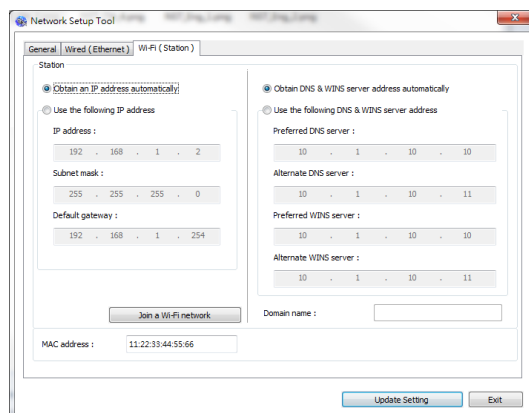 Network Setup Tool
General
Wired ( Ethernet )
Wi-Fi ( Station )
Station
Obtain an IP address automatically
Use the following IP address
IP address :
192 . 168 . 1 . 2
Subnet mask :
255 . 255 . 255 . 0
Default gateway :
192 . 168 . 1 . 254
Join a Wi-Fi network
Obtain DNS & WINS server address automatically
Use the following DNS & WINS server address
Preferred DNS server :
10 . 1 . 10 . 10
Alternate DNS server :
10 . 1 . 10 . 11
Preferred WINS server :
10 . 1 . 10 . 10
Alternate WINS server :
10 . 1 . 10 . 11
Domain name :
MAC address :
11:22:33:44:55:66
Update Setting
Exit